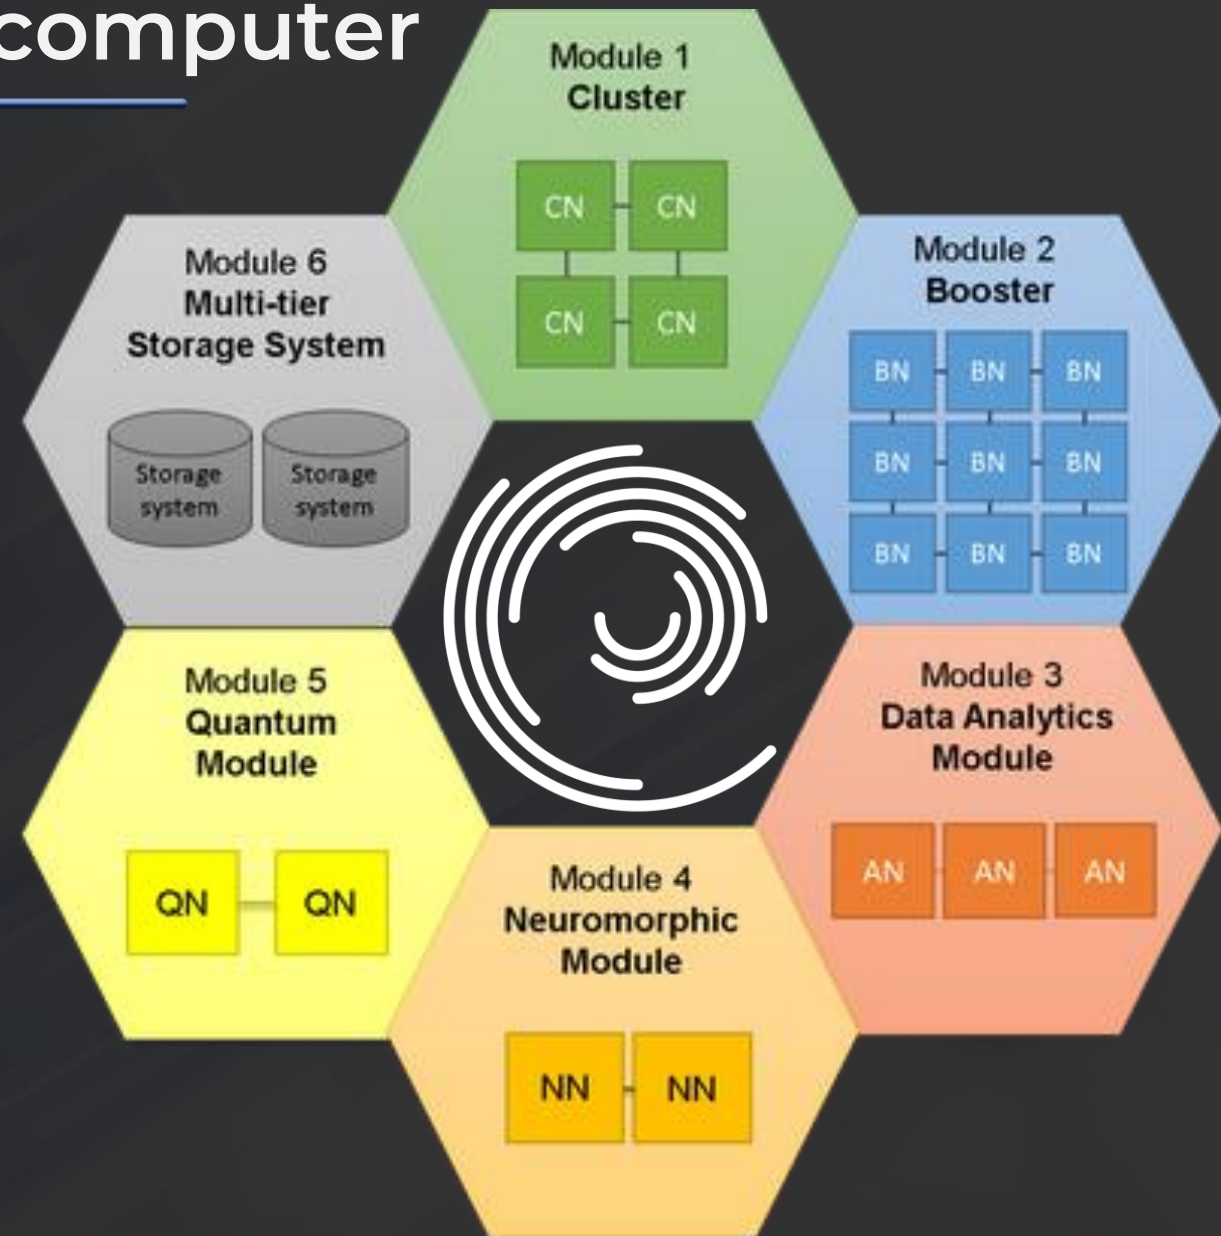 computer
Module 1
Cluster
CN CN
CN CN
Module 2
Booster
BN BN BN
BN BN BN
BN BN BN
Module 3
Data Analytics
Module
AN AN AN
Module 4
Neuromorphic
Module
NN NN
Module 5
Quantum
Module
QN QN
Module 6
Multi-tier
Storage System
Storage Storage
system system